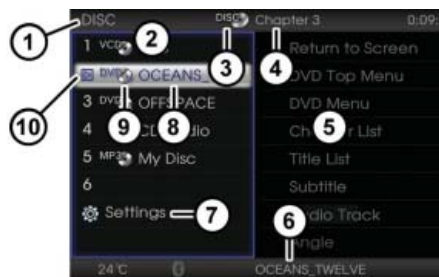 DISC DISC Chapter 3 0:09:
1 VCD
Return to Screen
DVD OCEANS_
DVD Top Menu
3 DVD OFFSPACE
DVD Menu
4
List
5 MP3 My Disc
Title List
6
Subtitle
Settings
Track
Angle
24°C OCEANS_TWELVE
1
2
3
4
5
6
7
8
9
10